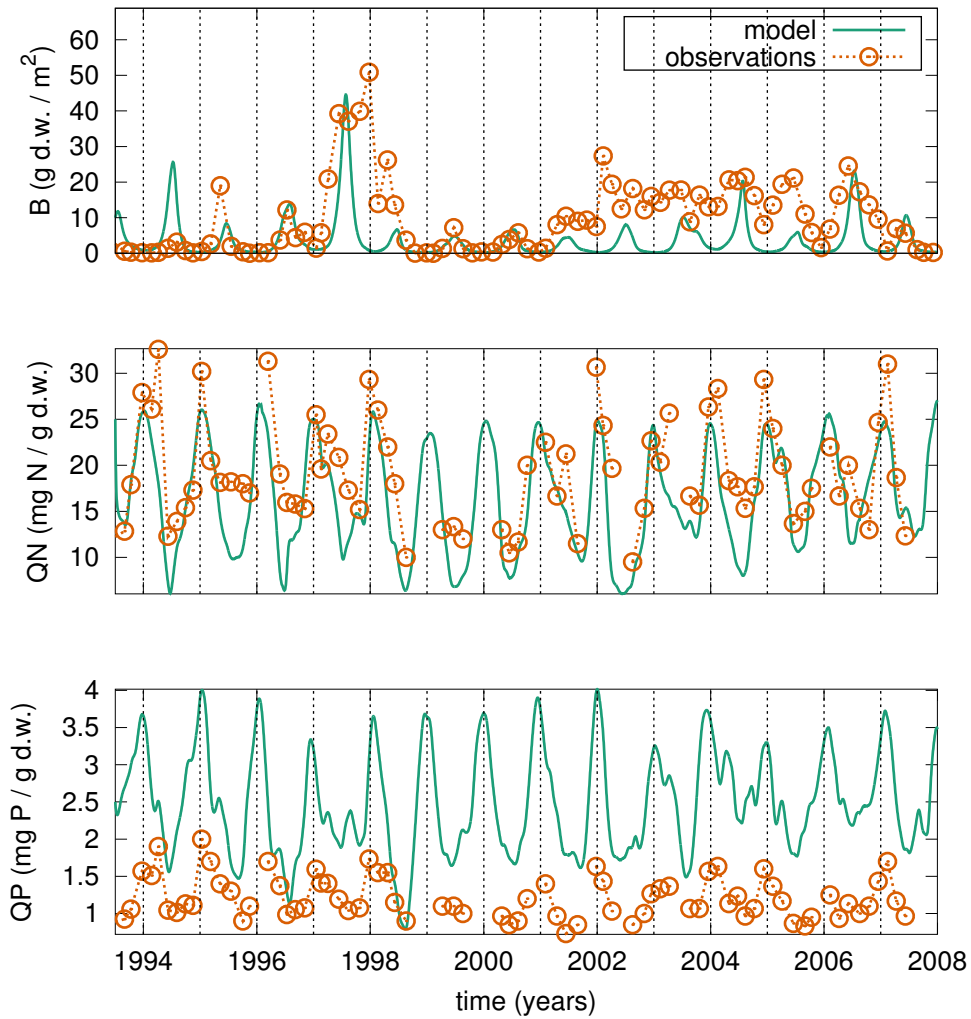 model
observations
B (g d.w. / m²)
60
50
40
30
20
10
0
QN (mg N / g d.w.)
30
25
20
15
10
QP (mg P / g d.w.)
4
3.5
3
2.5
2
1.5
1
1994 1996 1998 2000 2002 2004 2006 2008
time (years)